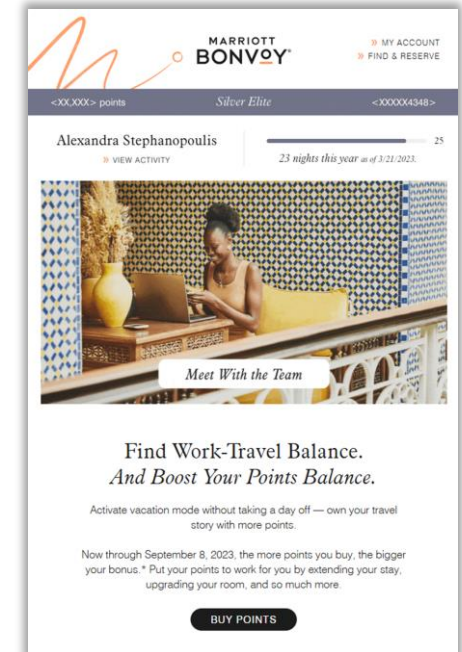 MARRIOTT
BONVOY
» MY ACCOUNT
» FIND & RESERVE
<XX,XXX> points
Silver Elite
<XXXXX4348>
Alexandra Stephanopoulis
» VIEW ACTIVITY
25
23 nights this year as of 3/21/2023.
Meet With the Team
Find Work-Travel Balance.
And Boost Your Points Balance.
Activate vacation mode without taking a day off — own your travel
story with more points.
Now through September 8, 2023, the more points you buy, the bigger
your bonus.* Put your points to work for you by extending your stay,
upgrading your room, and so much more.
BUY POINTS